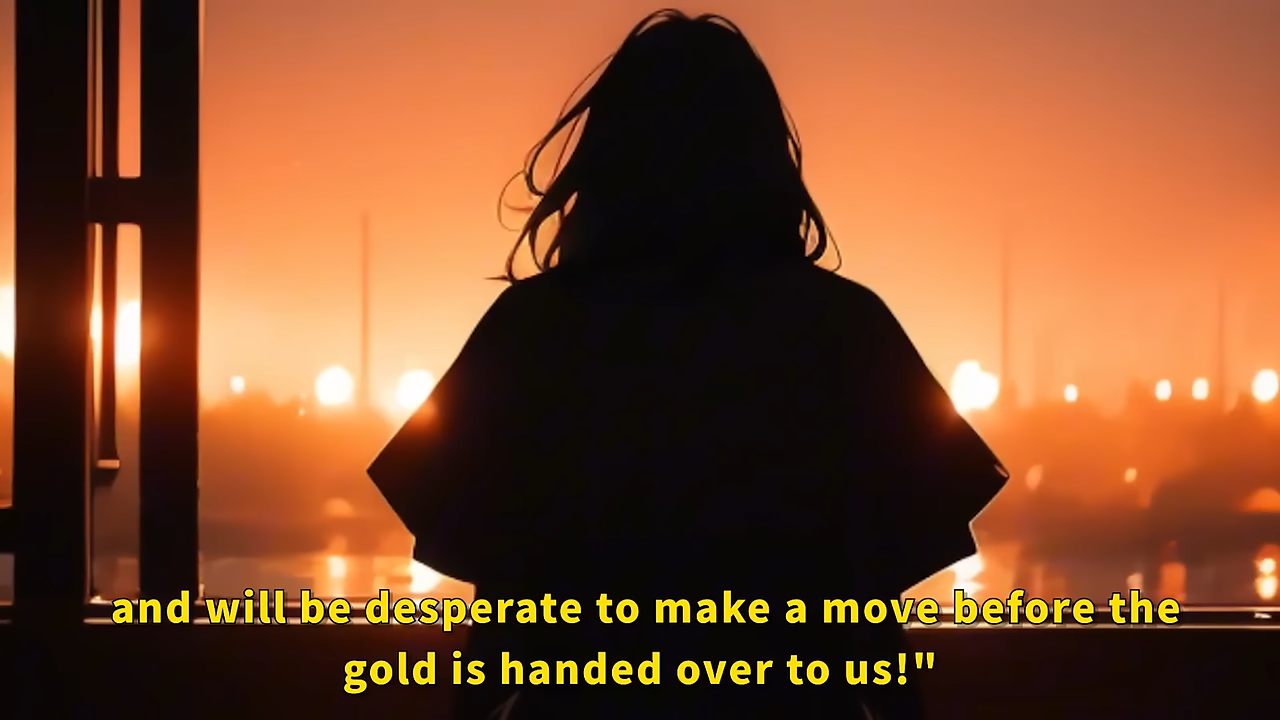 and will be desperate to make a move before the
gold is handed over to us!"